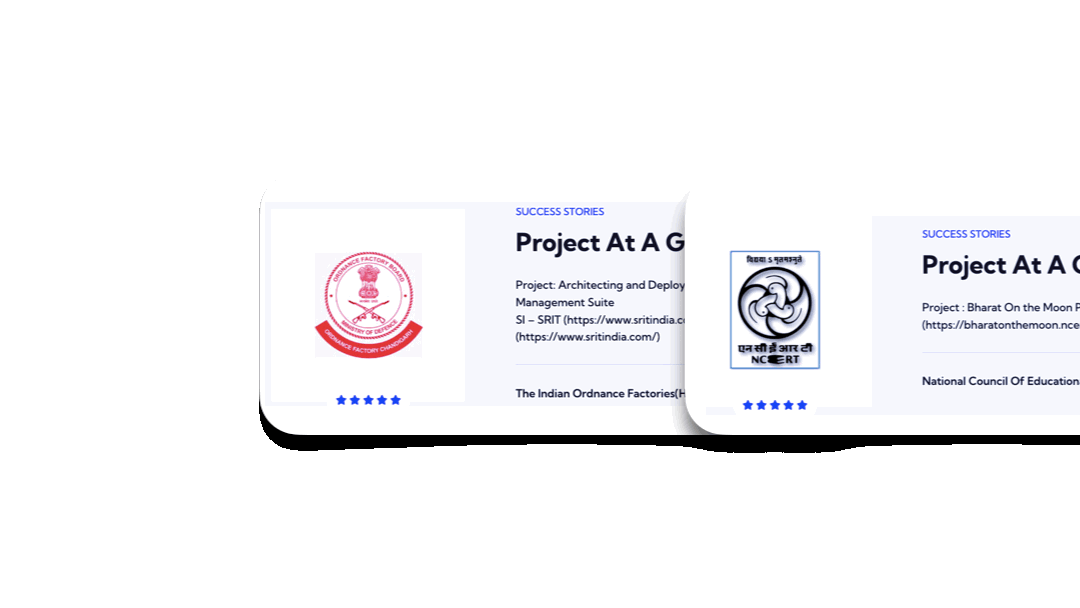 ORDNANCE FACTORY BOARD
MINISTRY OF DEFENCE
ORDNANCE FACTORY CHANDIGARH
SUCCESS STORIES
Project At A G
Project: Architecting and Deploy
Management Suite
SI – SRIT (https://www.sritindia.co
(https://www.sritindia.com/)
The Indian Ordnance Factories(H
विद्यया ऽ मृतमश्नुते
एन सी ई आर टी
NCERT
SUCCESS STORIES
Project At A G
Project : Bharat On the Moon P
(https://bharatonthemoon.nce
National Council Of Education